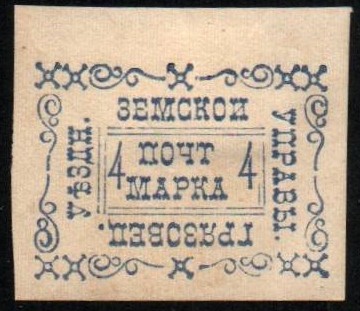 ЗЕМСКОЙ
УПРАВЫ.
ГРЯЗОВЕЦ.
УѢЗДН.
4 ПОЧТ 4
МАРКА